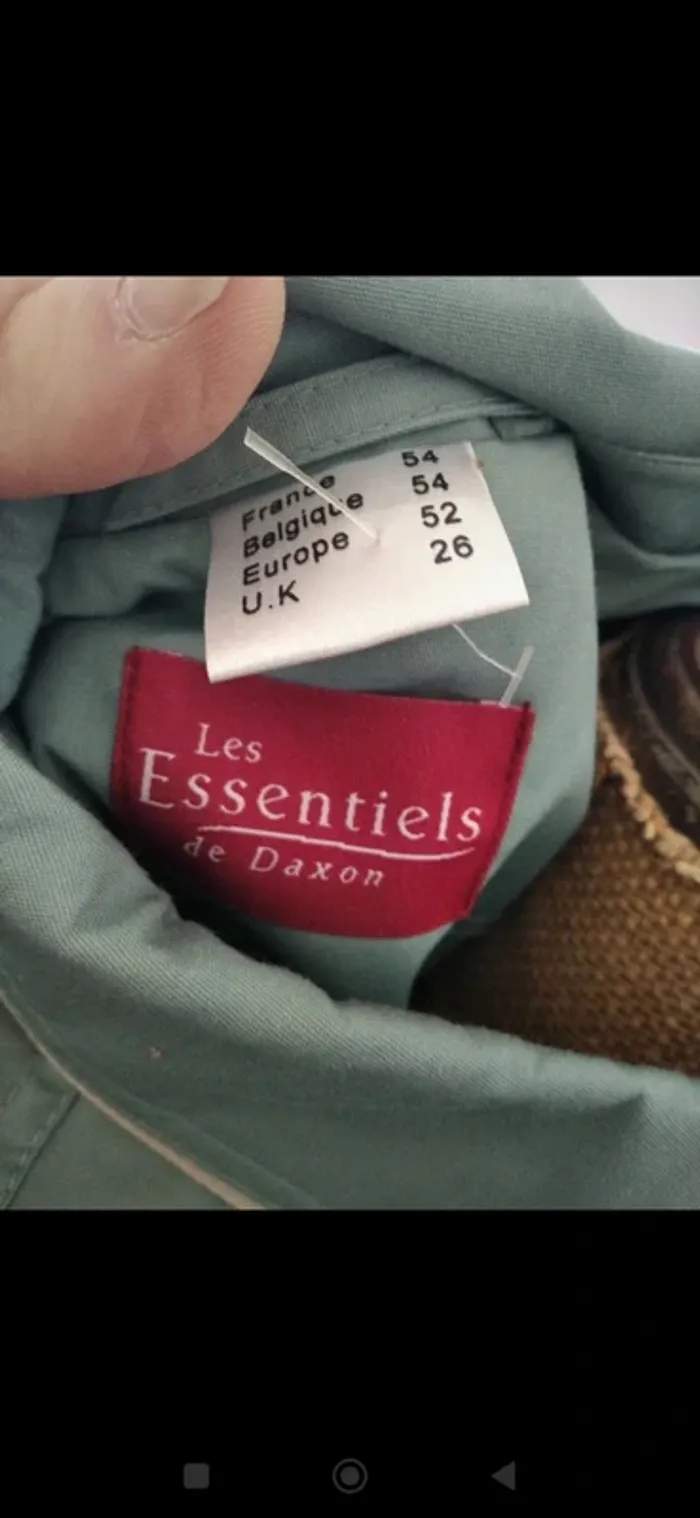 France 54
Belgique 54
Europe 52
U.K 26
Les
Essentiels
de Daxon